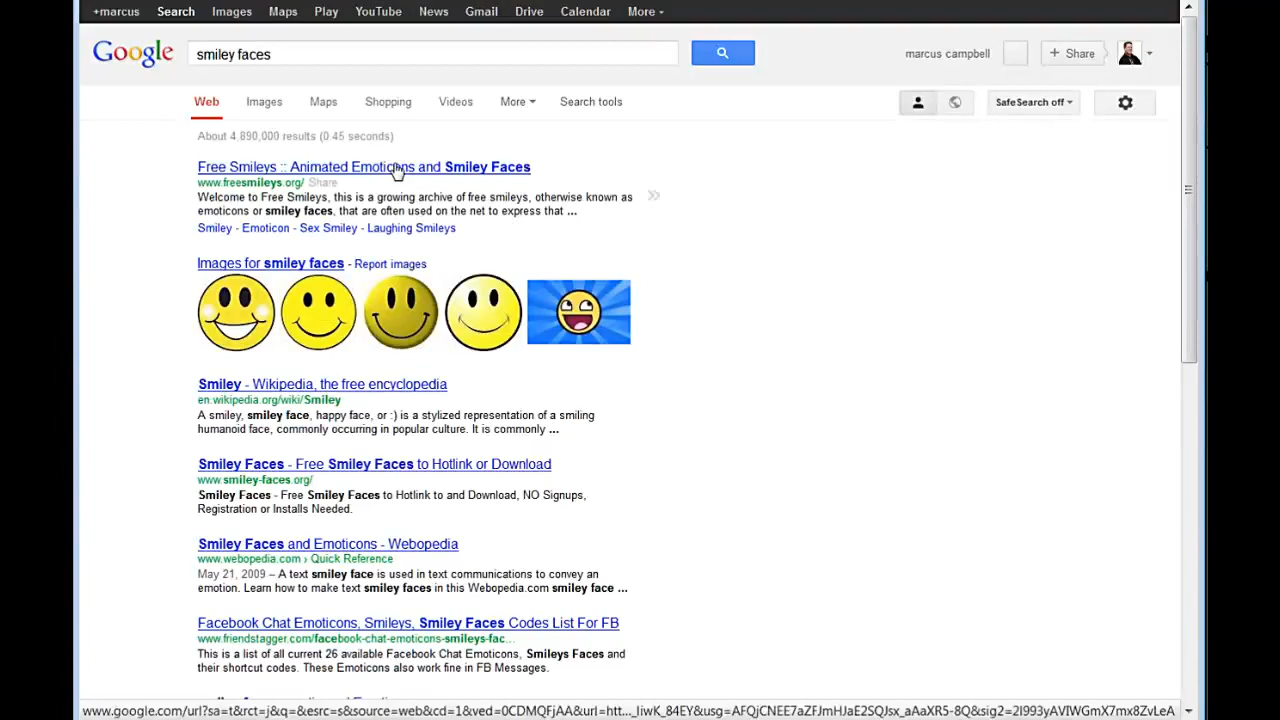 +marcus Search Images Maps Play YouTube News Gmail Drive Calendar More
Google smiley faces marcus campbell + Share
Web Images Maps Shopping Videos More Search tools SafeSearch off
About 4,890,000 results (0.45 seconds)
Free Smileys :: Animated Emoticons and Smiley Faces
www.freesmileys.org/ Share
Welcome to Free Smileys, this is a growing archive of free smileys, otherwise known as
emoticons or smiley faces, that are often used on the net to express that ...
Smiley - Emoticon - Sex Smiley - Laughing Smileys
Images for smiley faces - Report images
Smiley - Wikipedia, the free encyclopedia
en.wikipedia.org/wiki/Smiley
A smiley, smiley face, happy face, or :) is a stylized representation of a smiling
humanoid face, commonly occurring in popular culture. It is commonly ...
Smiley Faces - Free Smiley Faces to Hotlink or Download
www.smiley-faces.org/
Smiley Faces - Free Smiley Faces to Hotlink to and Download, NO Signups,
Registration or Installs Needed.
Smiley Faces and Emoticons - Webopedia
www.webopedia.com › Quick Reference
May 21, 2009 – A text smiley face is used in text communications to convey an
emotion. Learn how to make text smiley faces in this Webopedia.com smiley face ...
Facebook Chat Emoticons, Smileys, Smiley Faces Codes List For FB
www.friendstagger.com/facebook-chat-emoticons-smileys-fac...
This is a list of all current 26 available Facebook Chat Emoticons, Smileys Faces and
their shortcut codes. These Emoticons also work fine in FB Messages.